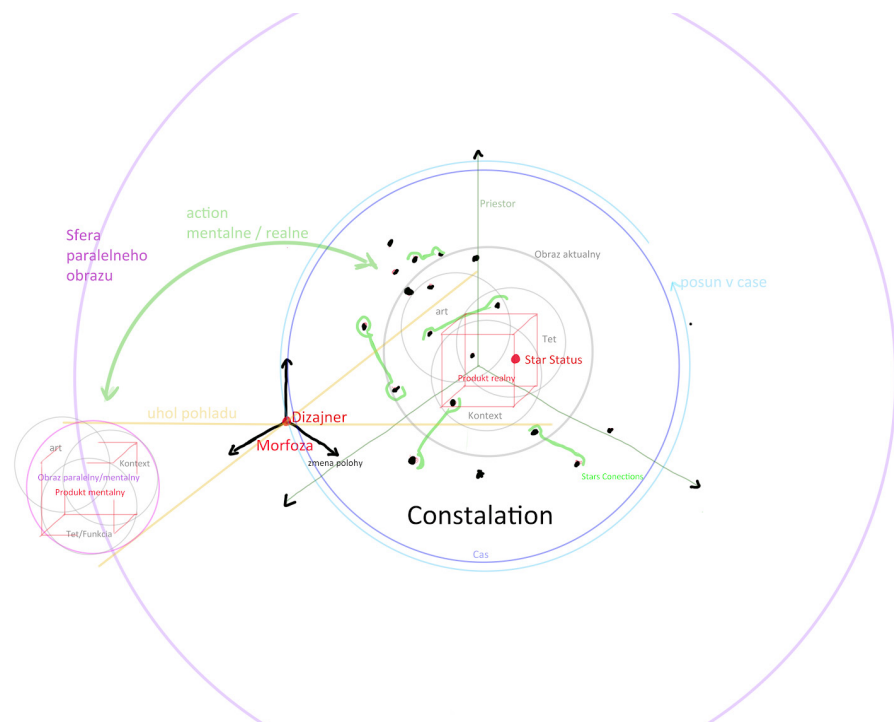 Priestor
action
mentalne / realne
Sfera
paralelneho
obrazu
Obraz aktualny
posun v case
art
Tet
Star Status
Produkt realny
Kontext
uhol pohladu
Dizajner
Morfoza
zmena polohy
art
Kontext
Obraz paralelny/mentalny
Produkt mentalny
Tet/Funkcia
Stars Conections
Constalation
Cas